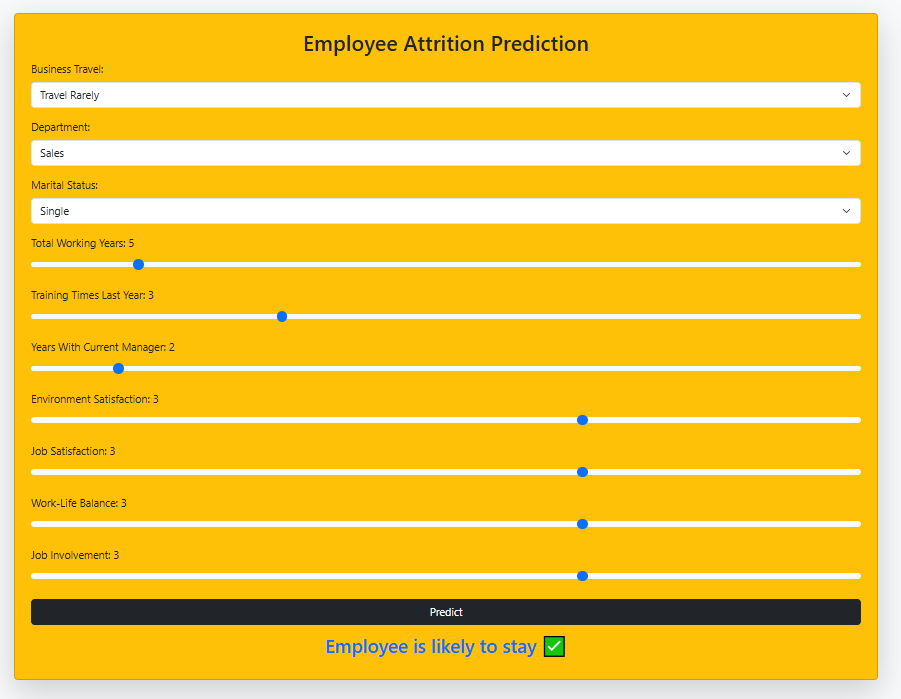 Employee Attrition Prediction
Business Travel:
Travel Rarely
Department:
Sales
Marital Status:
Single
Total Working Years: 5
Training Times Last Year: 3
Years With Current Manager: 2
Environment Satisfaction: 3
Job Satisfaction: 3
Work-Life Balance: 3
Job Involvement: 3
Predict
Employee is likely to stay ✅